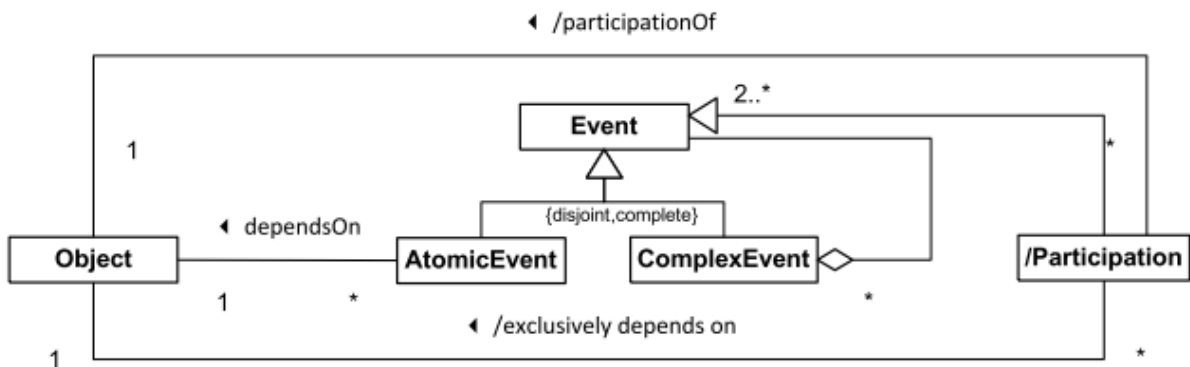 ◄ /participationOf
2..*
Event
1
*
{disjoint,complete}
◄ dependsOn
Object
AtomicEvent
ComplexEvent
/Participation
1
*
*
◄ /exclusively depends on
1
*